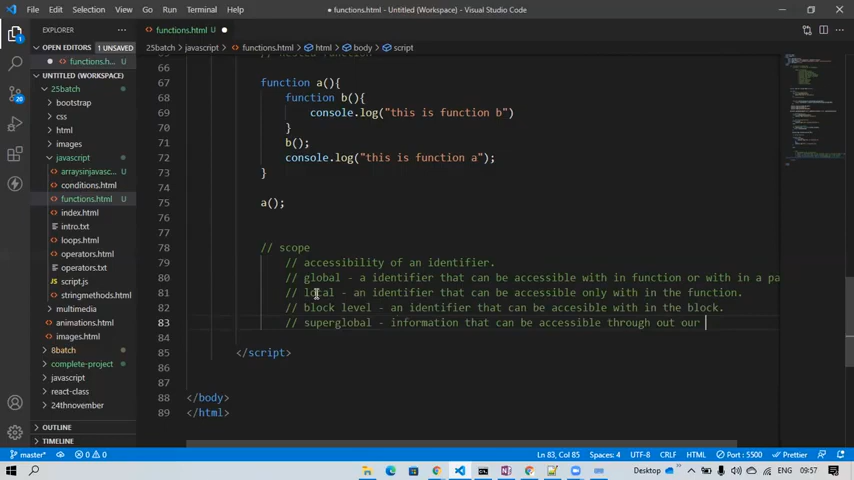 File Edit Selection View Go Run Terminal Help
functions.html - Untitled (Workspace) - Visual Studio Code
OPEN EDITORS 1 UNSAVED
functions.h... U
UNTITLED (WORKSPACE)
25batch
bootstrap
css
html
images
javascript
arraysinjavasc... U
conditions.html
functions.html U
index.html
intro.txt
loops.html
operators.html
operators.txt
script.js
stringmethods.html
multimedia
animations.html
images.html
8batch
complete-project
javascript
react-class
24thnovember
OUTLINE
TIMELINE
functions.html U
25batch > javascript > functions.html > html > body > script
66
67 function a(){
68 function b(){
69 console.log("this is function b")
70 }
71 b();
72 console.log("this is function a");
73 }
74
75 a();
76
77
78 // scope
79 // accessibility of an identifier.
80 // global - a identifier that can be accessible with in function or with in a pa
81 // local - an identifier that can be accessible only with in the function.
82 // block level - an identifier that can be accesible with in the block.
83 // superglobal - information that can be accessible through out our
84
85 </script>
86
87
88 </body>
89 </html>
master* 0 0 Ln 83, Col 85 Spaces: 4 UTF-8 CRLF HTML Port : 5500 Prettier
Desktop ENG 09:57